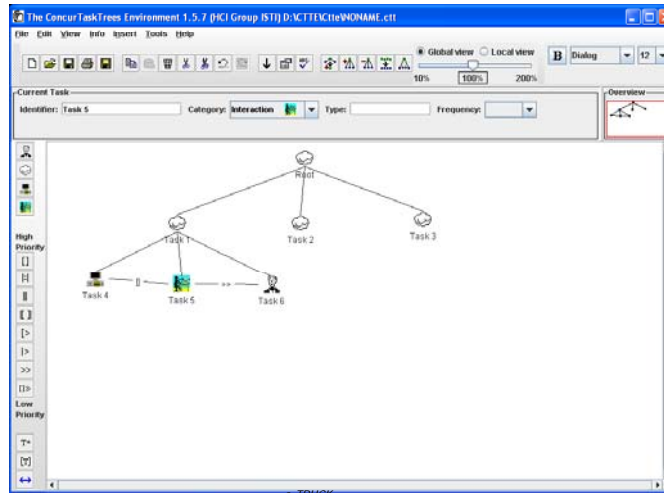 The ConcurTaskTrees Environment 1.5.7 (HCI Group ISTI) D:\CTTE\Ctte\NONAME.ctt
File Edit View Info Insert Tools Help
Global view Local view
B Dialog 12
10% 100% 200%
Current Task
Overview
Identifier: Task 5 Category: Interaction Type: Frequency:
Root
Task 1 Task 2 Task 3
[]
>>
Task 4 Task 5 Task 6
High
Priority
[]
|=|
||
[ ]
[>
|>
>>
[]>>
Low
Priority
T*
[T]
TRUCK